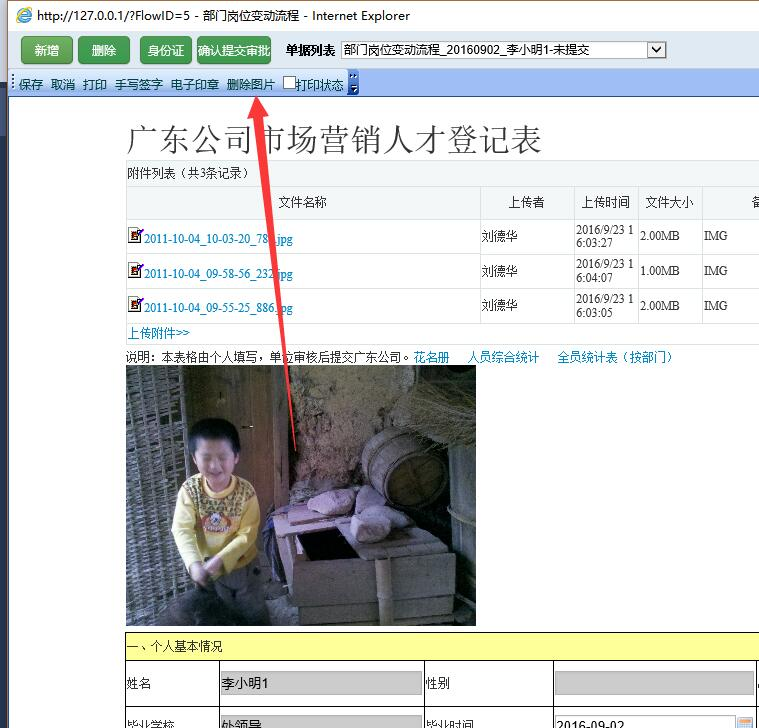 http://127.0.0.1/?FlowID=5 - 部门岗位变动流程 - Internet Explorer
新增 删除 身份证 确认提交审批 单据列表 部门岗位变动流程_20160902_李小明1-未提交
保存 取消 打印 手写签字 电子印章 删除图片 打印状态
广东公司市场营销人才登记表
附件列表（共3条记录）
文件名称 上传者 上传时间 文件大小
2011-10-04_10-03-20_78 .jpg 刘德华 2016/9/23 1 2.00MB IMG
6:03:27
2011-10-04_09-58-56_232.jpg 刘德华 2016/9/23 1 1.00MB IMG
6:04:07
2011-10-04_09-55-25_886.jpg 刘德华 2016/9/23 1 2.00MB IMG
6:03:05
上传附件>>
说明：本表格由个人填写，单位审核后提交广东公司。花名册 人员综合统计 全员统计表（按部门）
一、个人基本情况
姓名 李小明1 性别
毕业学校 处领导 毕业时间 2016-09-02